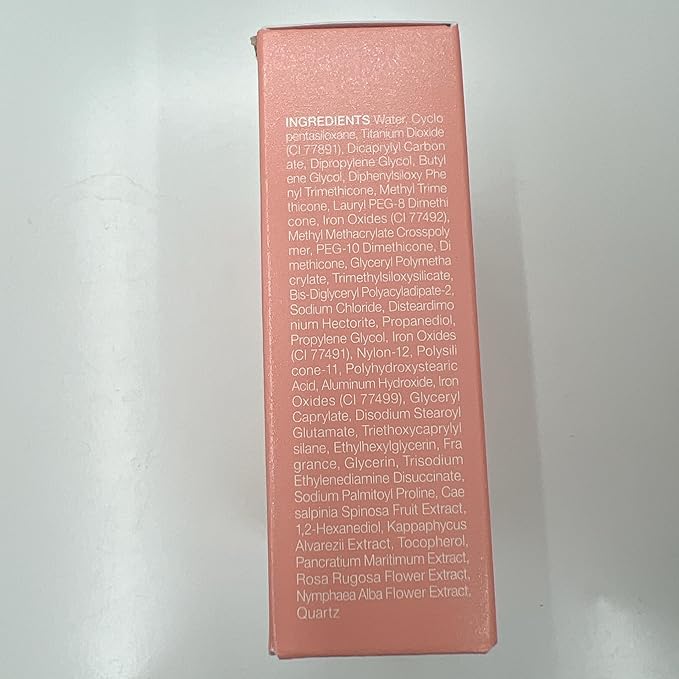 INGREDIENTS Water, Cyclo
pentasiloxane, Titanium Dioxide
(CI 77891), Dicaprylyl Carbon
ate, Dipropylene Glycol, Butyl
ene Glycol, Diphenylsiloxy Phe
nyl Trimethicone, Methyl Trime
thicone, Lauryl PEG-8 Dimethi
cone, Iron Oxides (CI 77492),
Methyl Methacrylate Crosspoly
mer, PEG-10 Dimethicone, Di
methicone, Glyceryl Polymetha
crylate, Trimethylsiloxysilicate,
Bis-Diglyceryl Polyacyladipate-2,
Sodium Chloride, Disteardimo
nium Hectorite, Propanediol,
Propylene Glycol, Iron Oxides
(CI 77491), Nylon-12, Polysili
cone-11, Polyhydroxystearic
Acid, Aluminum Hydroxide, Iron
Oxides (CI 77499), Glyceryl
Caprylate, Disodium Stearoyl
Glutamate, Triethoxycaprylyl
silane, Ethylhexylglycerin, Fra
grance, Glycerin, Trisodium
Ethylenediamine Disuccinate,
Sodium Palmitoyl Proline, Cae
salpinia Spinosa Fruit Extract,
1,2-Hexanediol, Kappaphycus
Alvarezii Extract, Tocopherol,
Pancratium Maritimum Extract,
Rosa Rugosa Flower Extract,
Nymphaea Alba Flower Extract,
Quartz